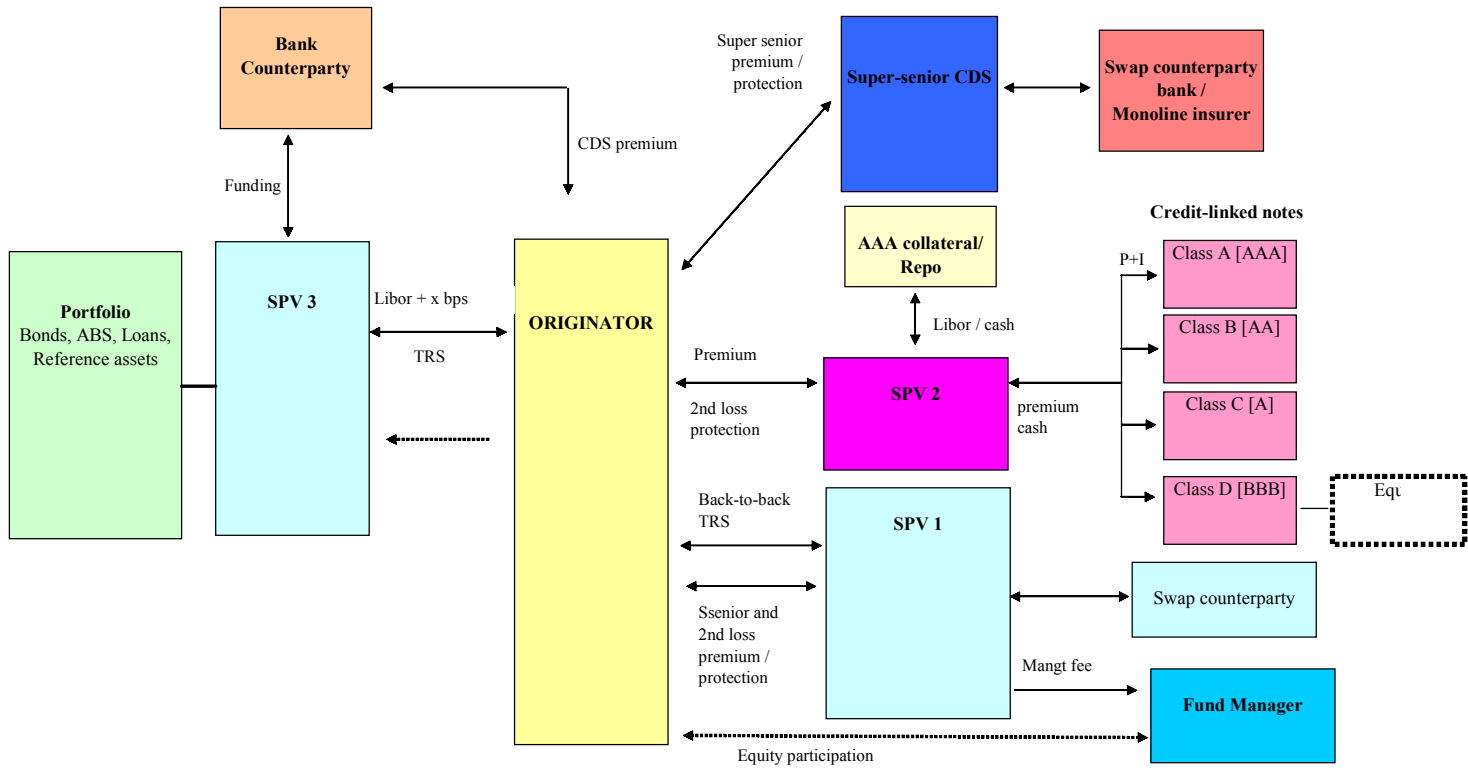 Bank
Counterparty
Super senior
premium /
protection
Super-senior CDS
Swap counterparty
bank /
Monoline insurer
CDS premium
Funding
Credit-linked notes
AAA collateral/
Repo
P+I
Class A [AAA]
Portfolio
Bonds, ABS, Loans,
Reference assets
SPV 3
Libor + x bps
TRS
ORIGINATOR
Libor / cash
Class B [AA]
Premium
2nd loss
protection
SPV 2
premium
cash
Class C [A]
Class D [BBB]
Back-to-back
TRS
SPV 1
Ssenior and
2nd loss
premium /
protection
Swap counterparty
Mangt fee
Fund Manager
Equity participation